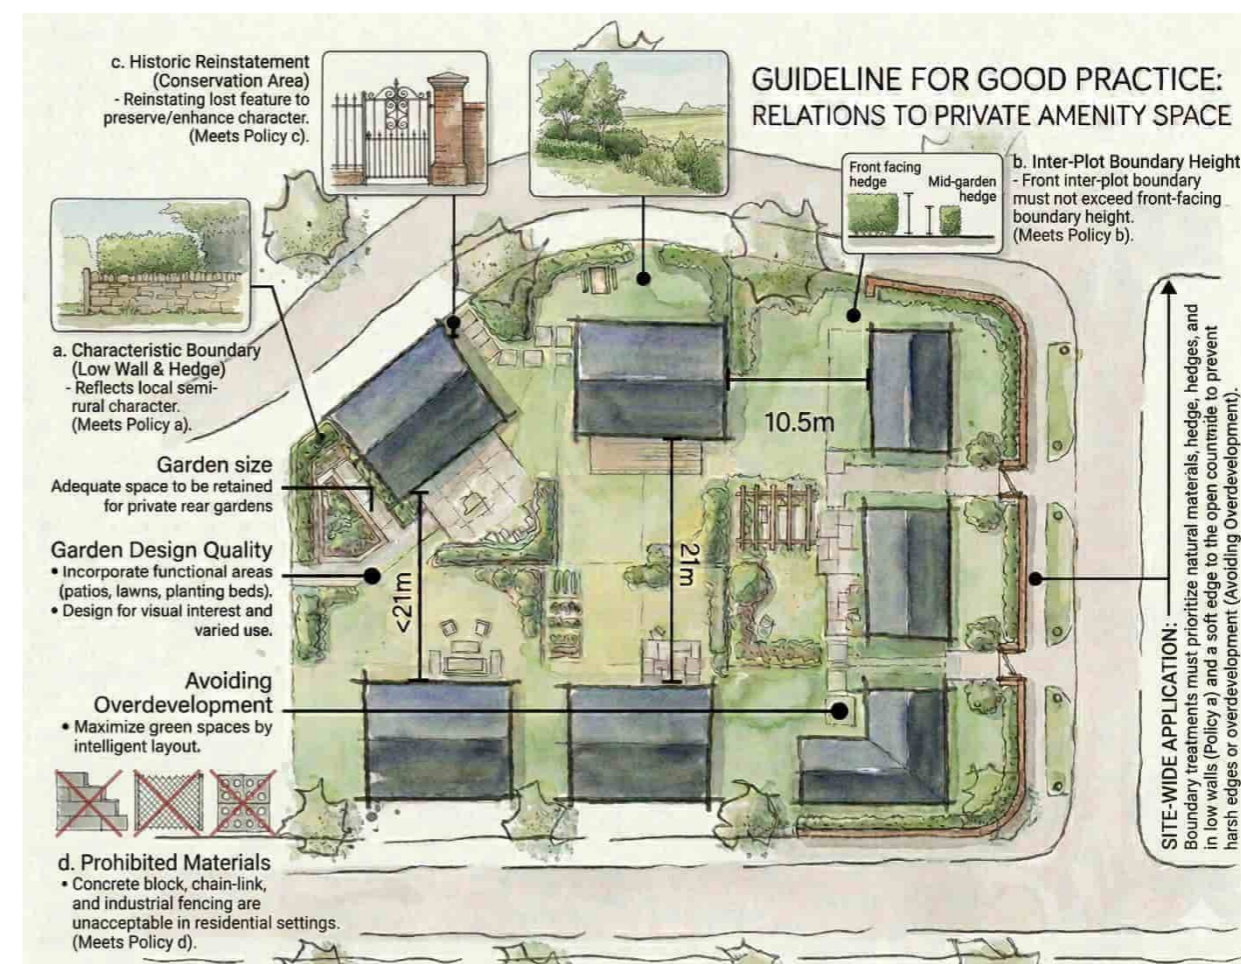 c. Historic Reinstatement
(Conservation Area)
- Reinstating lost feature to
preserve/enhance character.
(Meets Policy c).
GUIDELINE FOR GOOD PRACTICE:
RELATIONS TO PRIVATE AMENITY SPACE
Front facing
hedge
Mid-garden
hedge
b. Inter-Plot Boundary Height
- Front inter-plot boundary
must not exceed front-facing
boundary height.
(Meets Policy b).
a. Characteristic Boundary
(Low Wall & Hedge)
- Reflects local semi-
rural character.
(Meets Policy a).
10.5m
Garden size
Adequate space to be retained
for private rear gardens
Garden Design Quality
• Incorporate functional areas
(patios, lawns, planting beds).
• Design for visual interest and
varied use.
<21m
21m
Avoiding
Overdevelopment
• Maximize green spaces by
intelligent layout.
d. Prohibited Materials
• Concrete block, chain-link,
and industrial fencing are
unacceptable in residential settings.
(Meets Policy d).
SITE-WIDE APPLICATION:
Boundary treatments must prioritize natural materials, hedge, hedges, and
in low walls (Policy a) and a soft edge to the open countnide to prevent
harsh edges or overdevelopment (Avoiding Overdevelopment).